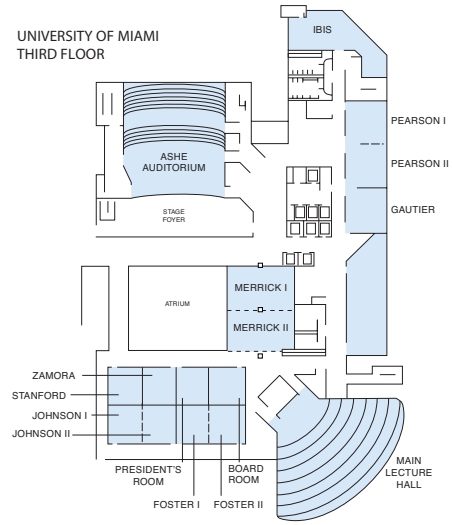 UNIVERSITY OF MIAMI
THIRD FLOOR
IBIS
PEARSON I
PEARSON II
GAUTIER
ASHE
AUDITORIUM
STAGE
FOYER
ATRIUM
MERRICK I
MERRICK II
ZAMORA
STANFORD
JOHNSON I
JOHNSON II
PRESIDENT'S
ROOM
BOARD
ROOM
FOSTER I
FOSTER II
MAIN
LECTURE
HALL